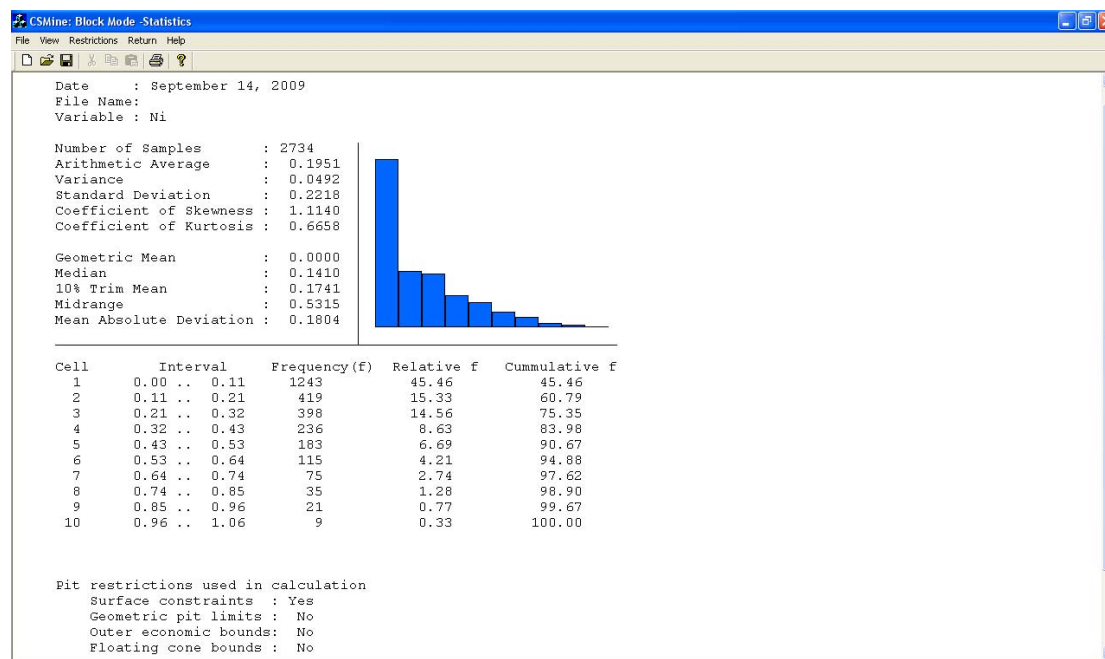 CSMine: Block Mode -Statistics
File View Restrictions Return Help
Date : September 14, 2009
File Name:
Variable : Ni
Number of Samples : 2734
Arithmetic Average : 0.1951
Variance : 0.0492
Standard Deviation : 0.2218
Coefficient of Skewness : 1.1140
Coefficient of Kurtosis : 0.6658
Geometric Mean : 0.0000
Median : 0.1410
10% Trim Mean : 0.1741
Midrange : 0.5315
Mean Absolute Deviation : 0.1804
Cell Interval Frequency(f) Relative f Cummulative f
1 0.00 .. 0.11 1243 45.46 45.46
2 0.11 .. 0.21 419 15.33 60.79
3 0.21 .. 0.32 398 14.56 75.35
4 0.32 .. 0.43 236 8.63 83.98
5 0.43 .. 0.53 183 6.69 90.67
6 0.53 .. 0.64 115 4.21 94.88
7 0.64 .. 0.74 75 2.74 97.62
8 0.74 .. 0.85 35 1.28 98.90
9 0.85 .. 0.96 21 0.77 99.67
10 0.96 .. 1.06 9 0.33 100.00
Pit restrictions used in calculation
Surface constraints : Yes
Geometric pit limits : No
Outer economic bounds: No
Floating cone bounds : No